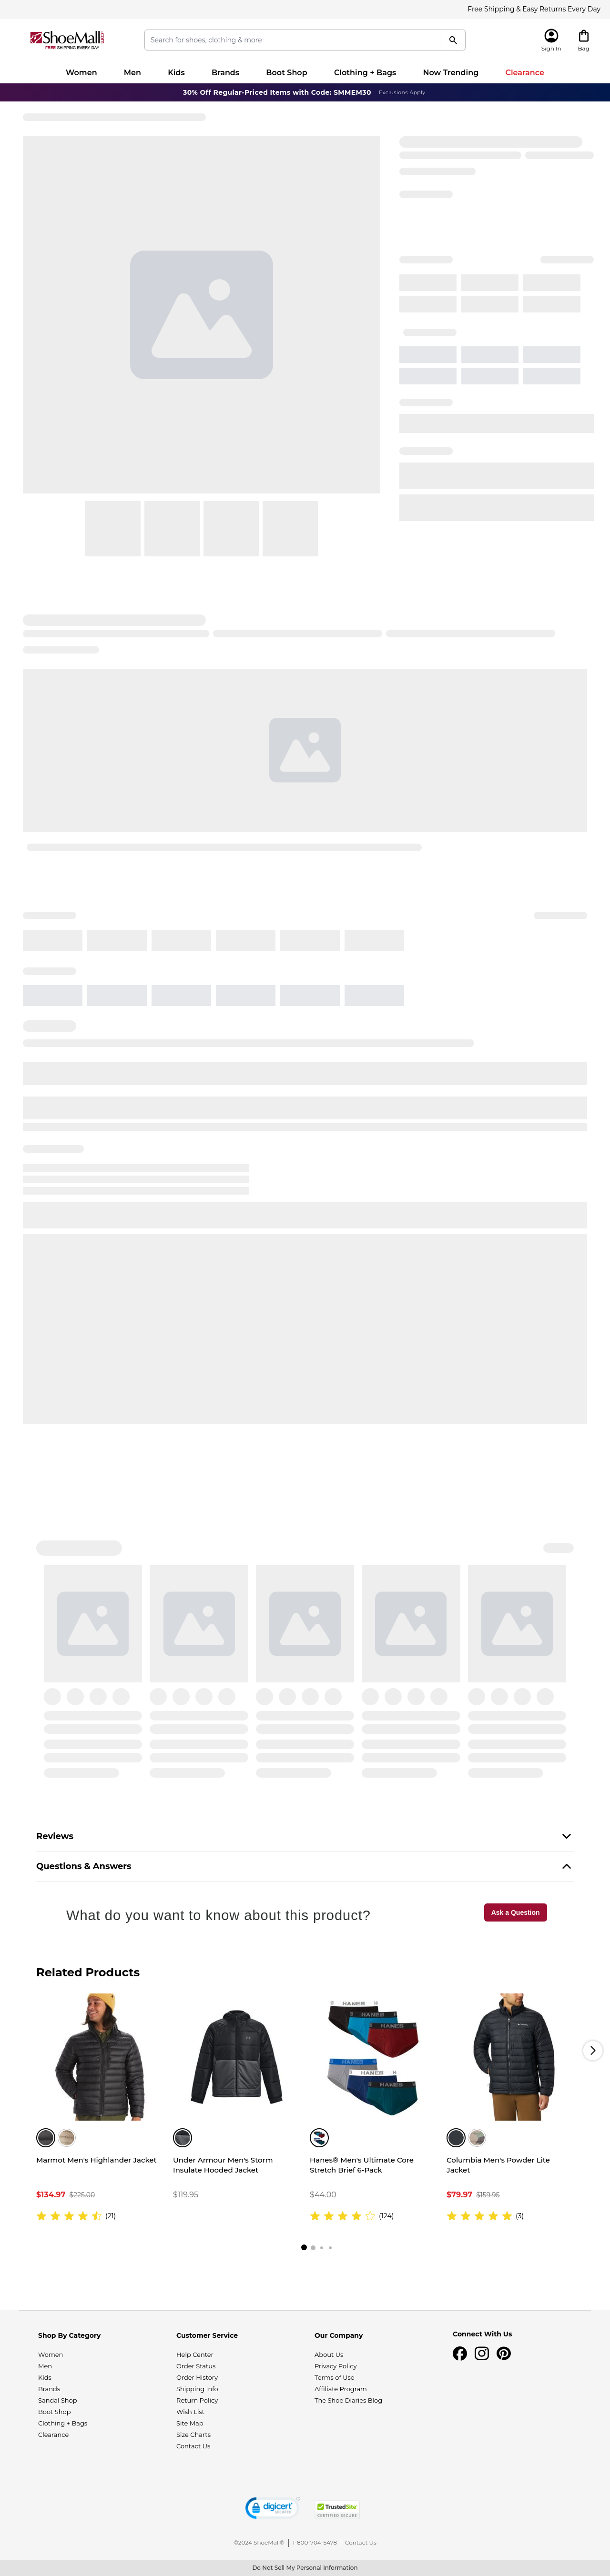 Free Shipping & Easy Returns Every Day
ShoeMall.com
FREE SHIPPING EVERY DAY
Search for shoes, clothing & more
Sign In
Bag
Women
Men
Kids
Brands
Boot Shop
Clothing + Bags
Now Trending
Clearance
30% Off Regular-Priced Items with Code: SMMEM30
Exclusions Apply
Reviews
Questions & Answers
What do you want to know about this product?
Ask a Question
Related Products
Marmot Men's Highlander Jacket
$134.97 $225.00
(21)
Under Armour Men's Storm
Insulate Hooded Jacket
$119.95
Hanes® Men's Ultimate Core
Stretch Brief 6-Pack
$44.00
(124)
Columbia Men's Powder Lite
Jacket
$79.97 $159.95
(3)
Shop By Category
Women
Men
Kids
Brands
Sandal Shop
Boot Shop
Clothing + Bags
Clearance
Customer Service
Help Center
Order Status
Order History
Shipping Info
Return Policy
Wish List
Site Map
Size Charts
Contact Us
Our Company
About Us
Privacy Policy
Terms of Use
Affiliate Program
The Shoe Diaries Blog
Connect With Us
digicert
SECURED
TrustedSite
CERTIFIED SECURE
©2024 ShoeMall®
1-800-704-5478
Contact Us
Do Not Sell My Personal Information